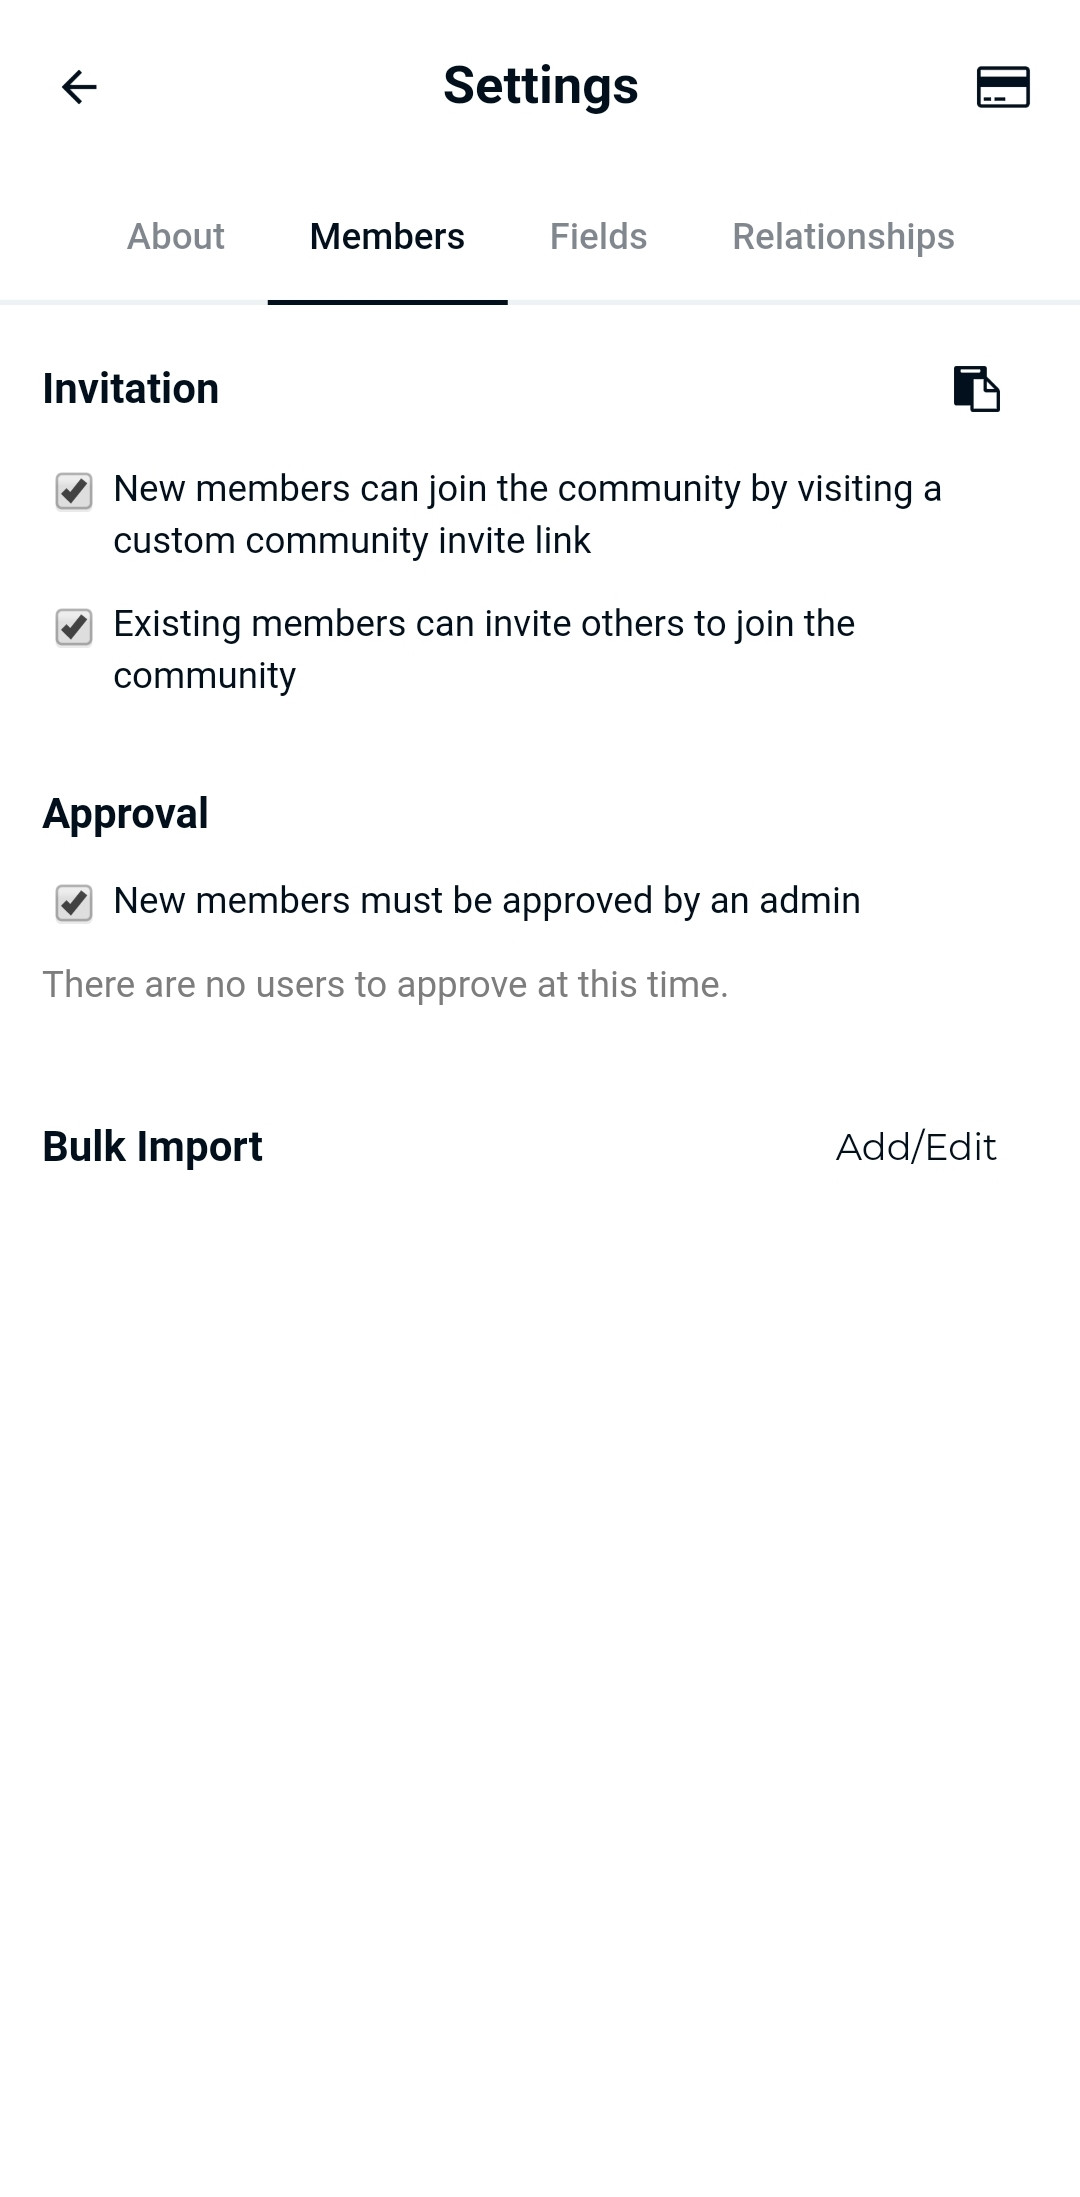 Settings
About
Members
Fields
Relationships
Invitation
New members can join the community by visiting a
custom community invite link
Existing members can invite others to join the
community
Approval
New members must be approved by an admin
There are no users to approve at this time.
Bulk Import
Add/Edit